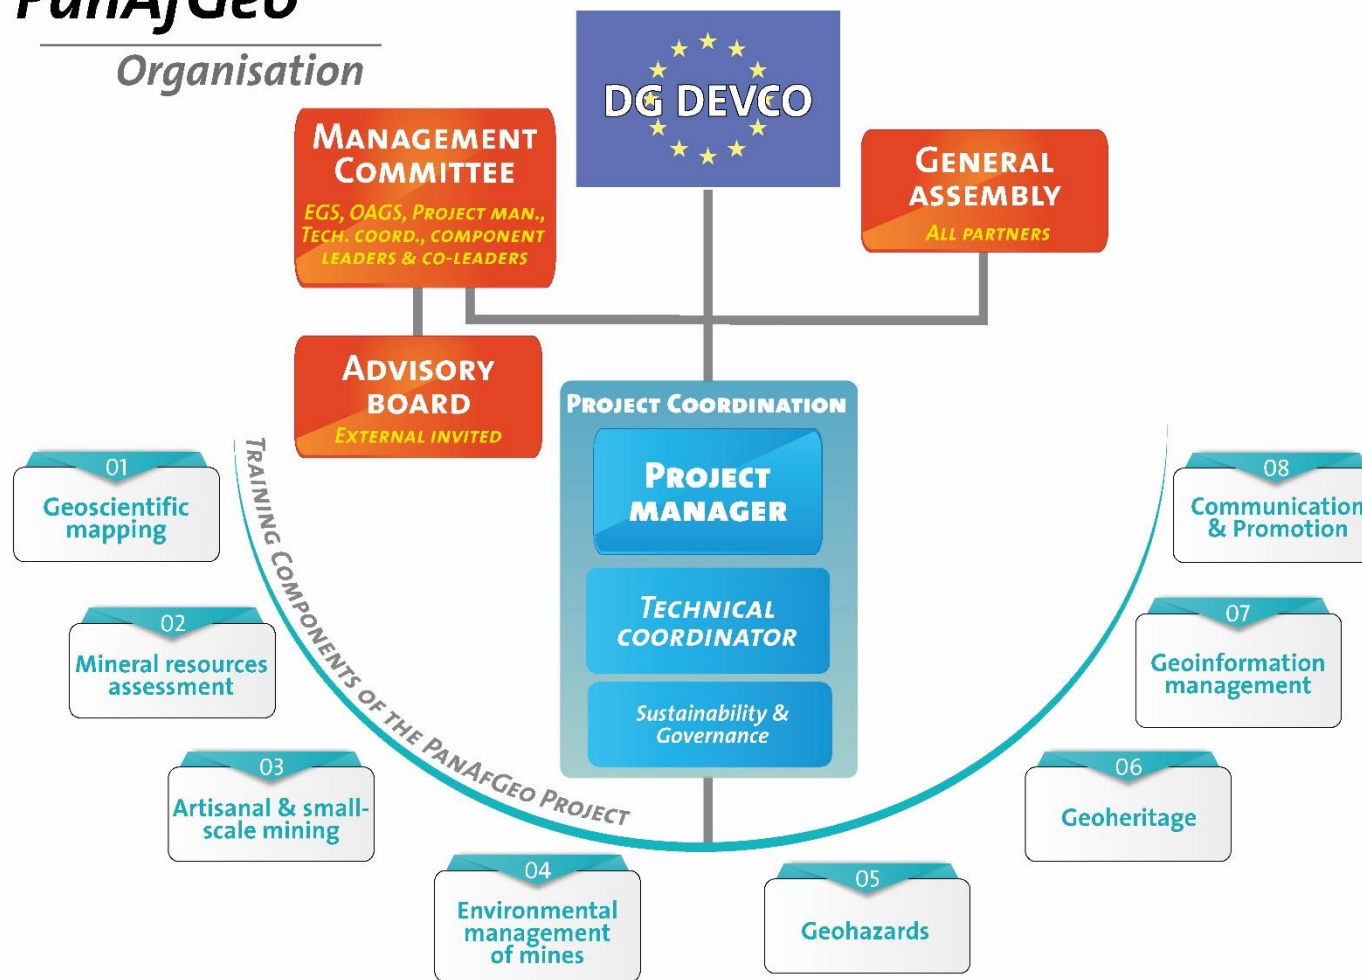 PanAfGeo
Organisation
DG DEVCO
MANAGEMENT
COMMITTEE
EGS, OAGS, PROJECT MAN.,
TECH. COORD., COMPONENT
LEADERS & CO-LEADERS
GENERAL
ASSEMBLY
ALL PARTNERS
ADVISORY
BOARD
EXTERNAL INVITED
PROJECT COORDINATION
PROJECT
MANAGER
TECHNICAL
COORDINATOR
Sustainability &
Governance
TRAINING COMPONENTS OF THE PANAFGEO PROJECT
01
Geoscientific
mapping
02
Mineral resources
assessment
03
Artisanal & small-
scale mining
04
Environmental
management
of mines
05
Geohazards
06
Geoheritage
07
Geoinformation
management
08
Communication
& Promotion